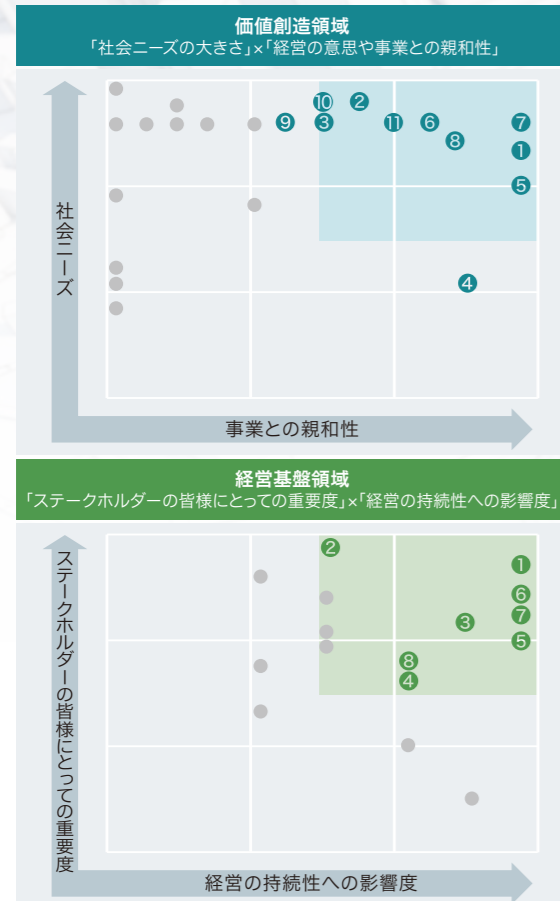 価値創造領域
「社会ニーズの大きさ」×「経営の意思や事業との親和性」
社会ニーズ
⑩ ②
⑨ ③ ⑪ ⑥ ⑦
⑧
①
⑤
④
事業との親和性
経営基盤領域
「ステークホルダーの皆様にとっての重要度」×「経営の持続性への影響度」
ステークホルダーの皆様にとっての重要度
②
①
⑥
③ ⑦
⑤
⑧
④
経営の持続性への影響度